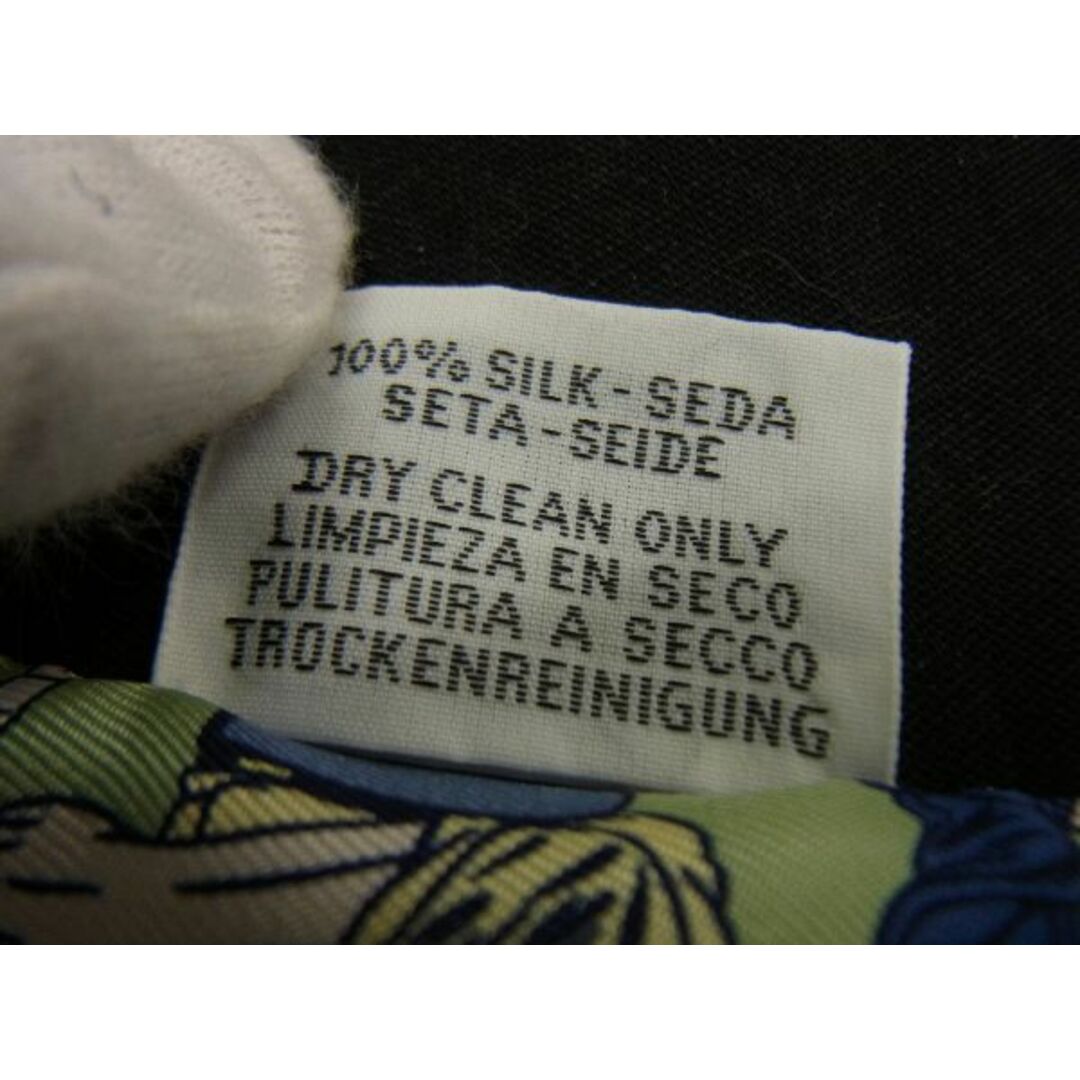 100% SILK - SEDA
SETA - SEIDE
DRY CLEAN ONLY
LIMPIEZA EN SECO
PULITURA A SECCO
TROCKENREINIGUNG